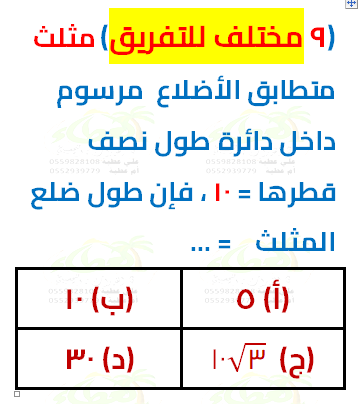 (٩ مختلف للتفريق) مثلث
متطابق الأضلاع مرسوم
داخل دائرة طول نصف
قطرها = ١٠ ، فإن طول ضلع
المثلث = ...
(أ) ٥
(ب) ١٠
(ج) ١٠√٣
(د) ٣٠